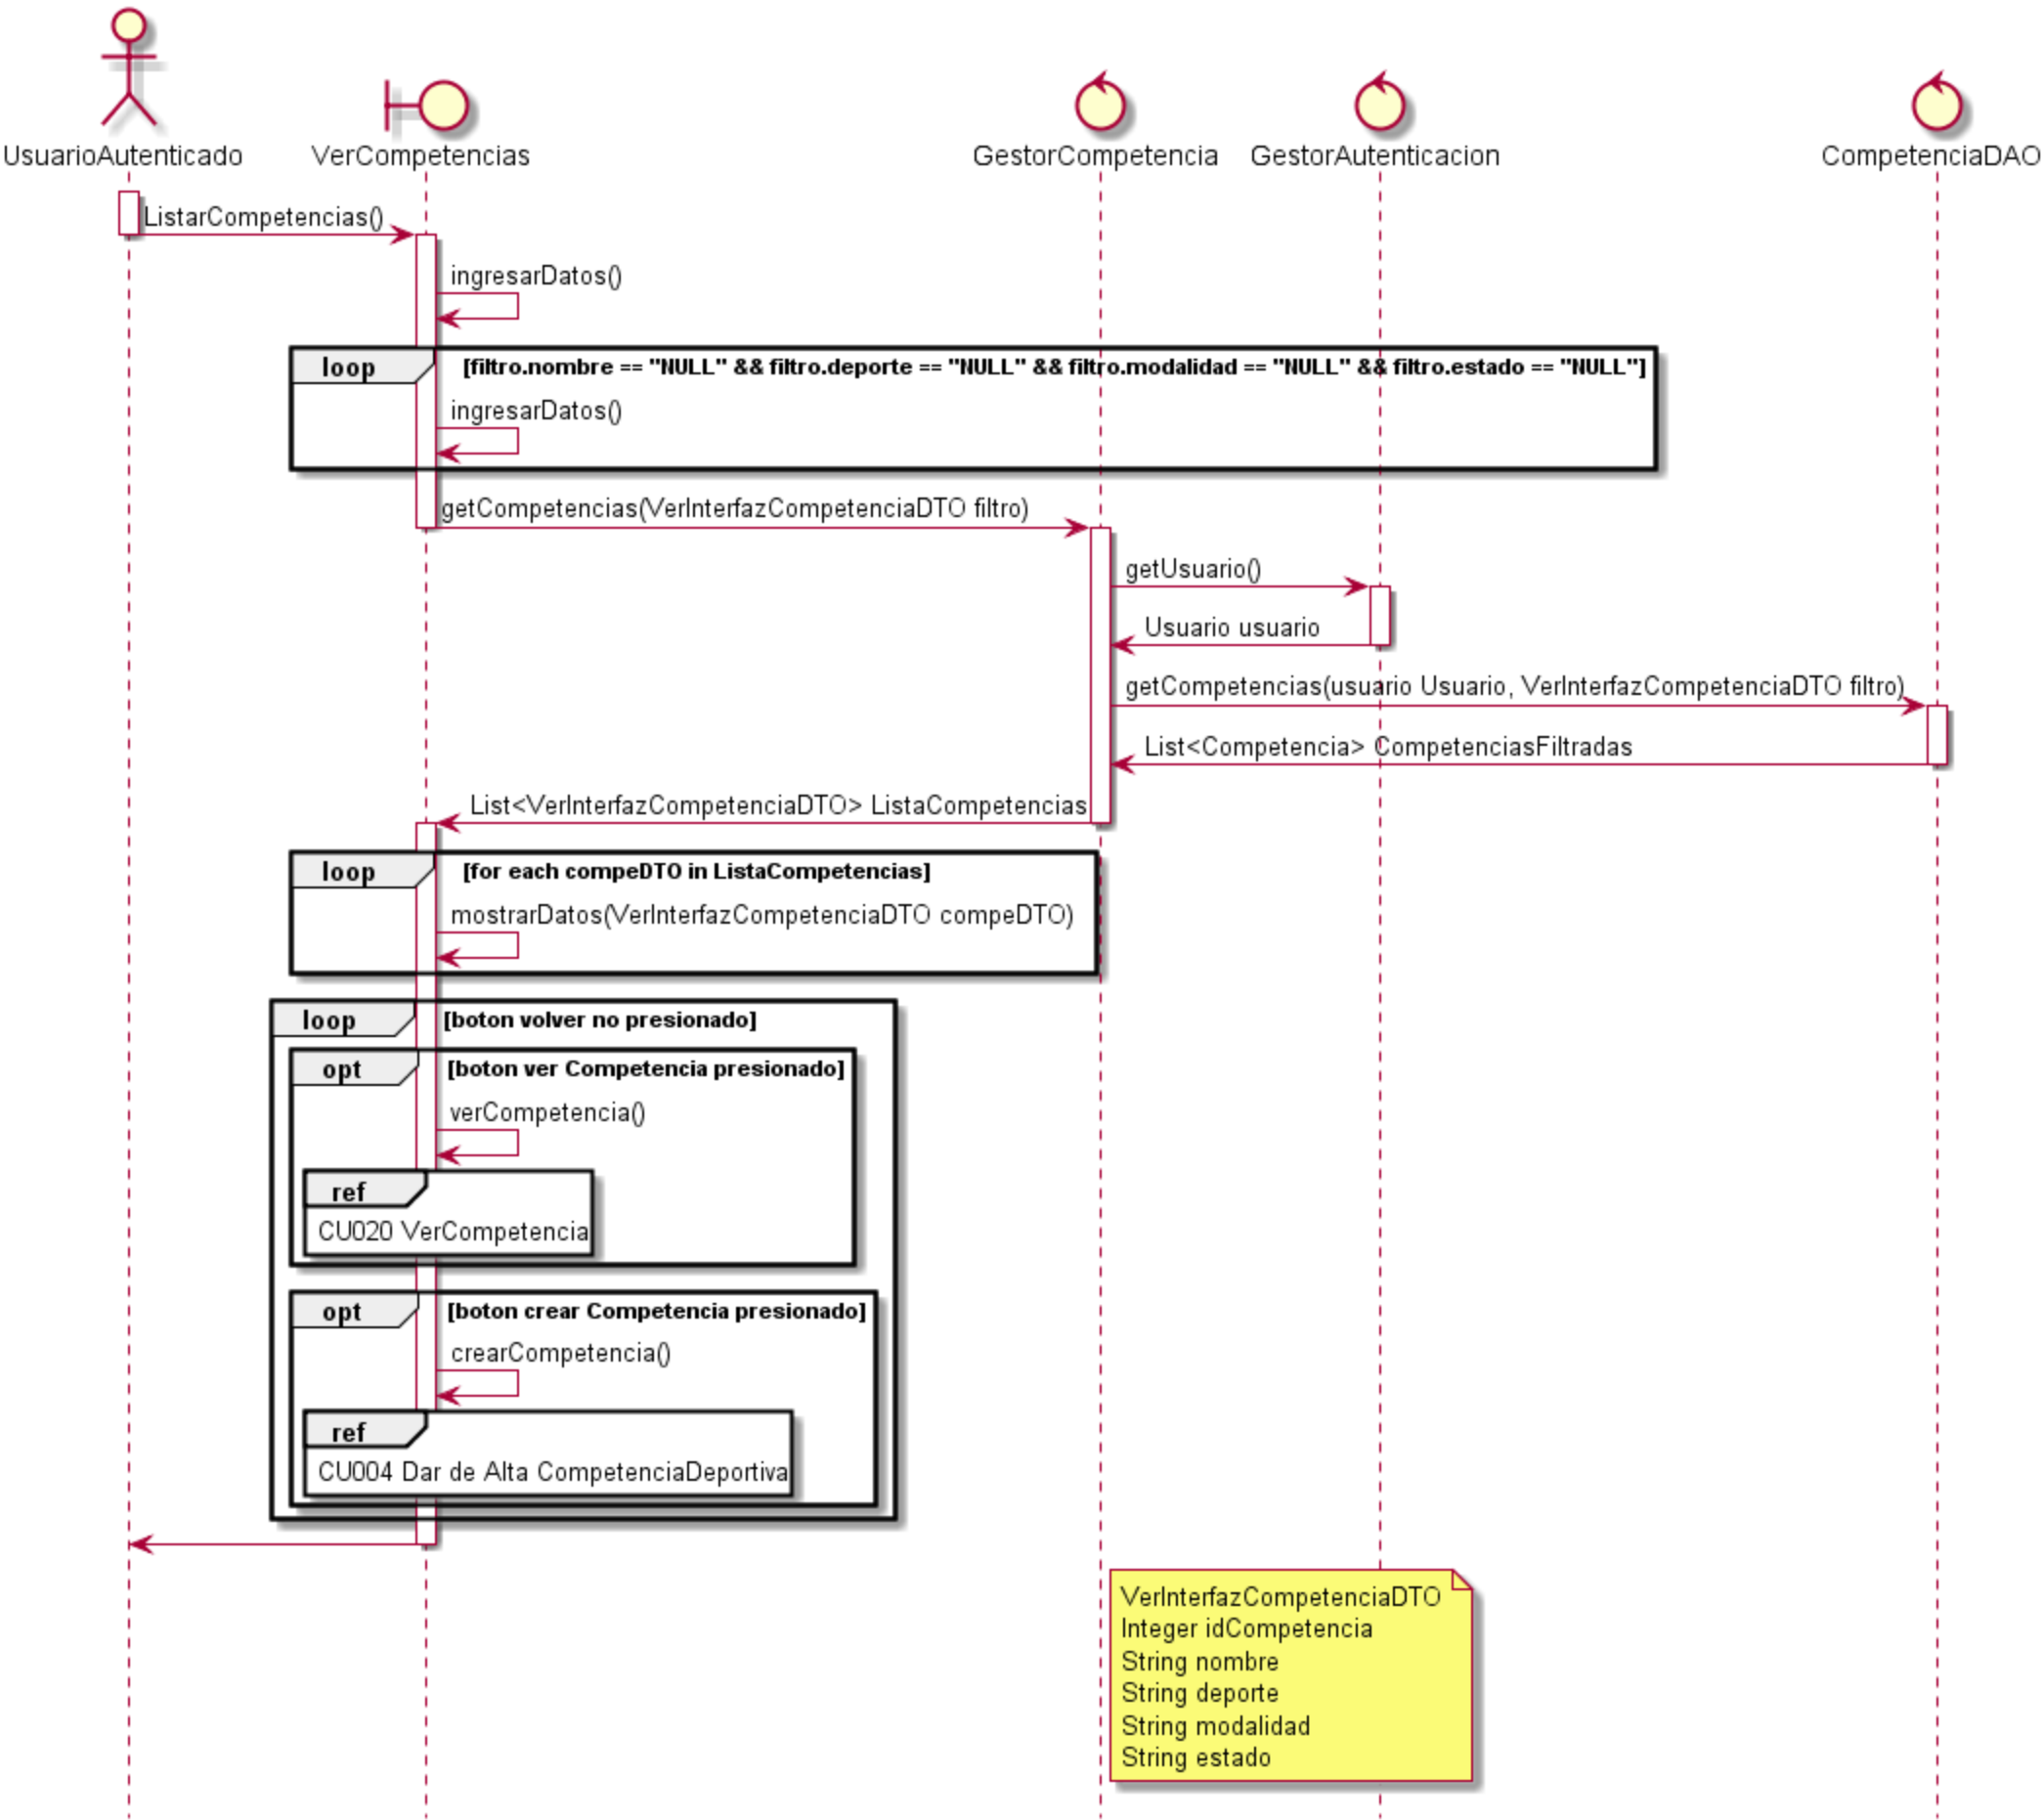 UsuarioAutenticado
VerCompetencias
GestorCompetencia
GestorAutenticacion
CompetenciaDAO
ListarCompetencias()
ingresarDatos()
loop
[filtro.nombre == "NULL" && filtro.deporte == "NULL" && filtro.modalidad == "NULL" && filtro.estado == "NULL"]
ingresarDatos()
getCompetencias(VerInterfazCompetenciaDTO filtro)
getUsuario()
Usuario usuario
getCompetencias(usuario Usuario, VerInterfazCompetenciaDTO filtro)
List<Competencia> CompetenciasFiltradas
List<VerInterfazCompetenciaDTO> ListaCompetencias
loop
[for each compeDTO in ListaCompetencias]
mostrarDatos(VerInterfazCompetenciaDTO compeDTO)
loop
[boton volver no presionado]
opt
[boton ver Competencia presionado]
verCompetencia()
ref
CU020 VerCompetencia
opt
[boton crear Competencia presionado]
crearCompetencia()
ref
CU004 Dar de Alta CompetenciaDeportiva
VerInterfazCompetenciaDTO
Integer idCompetencia
String nombre
String deporte
String modalidad
String estado